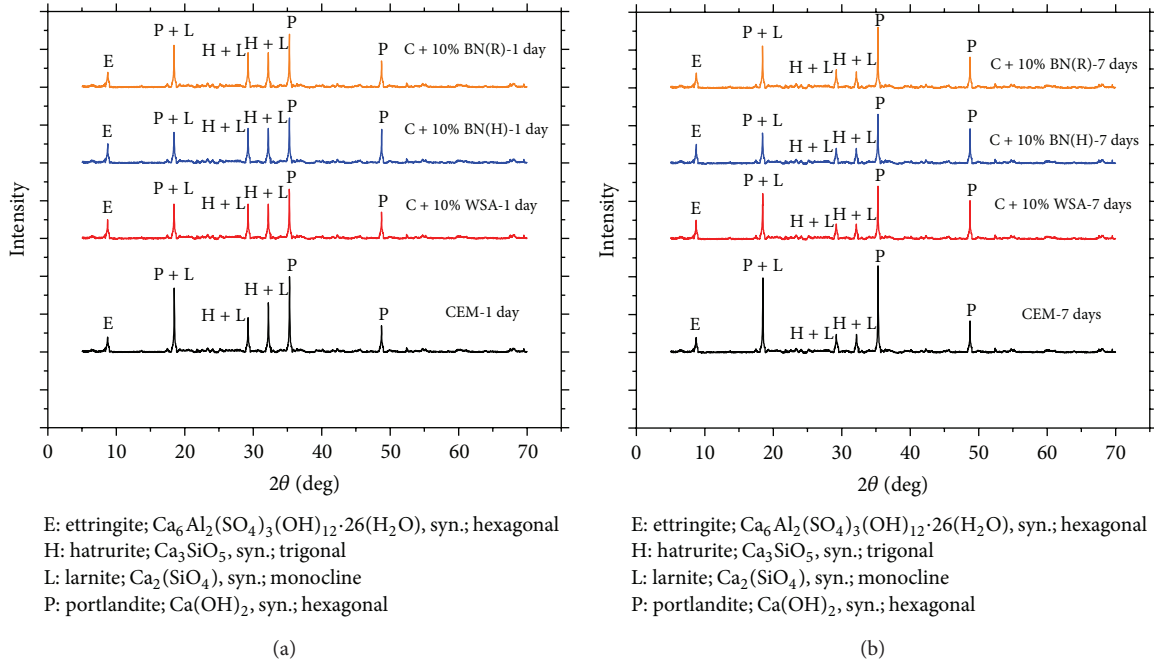 P
P + L
H + L
H + L
E
P
C + 10% BN(R)-1 day
P
P + L
H + L
H + L
E
P
C + 10% BN(H)-1 day
P
P + L
H + L
H + L
E
P
C + 10% WSA-1 day
P
P + L
H + L
H + L
E
P
CEM-1 day
Intensity
0 10 20 30 40 50 60 70
2θ (deg)
E: ettringite; Ca₆Al₂(SO₄)₃(OH)₁₂·26(H₂O), syn.; hexagonal
H: hatrurite; Ca₃SiO₅, syn.; trigonal
L: larnite; Ca₂(SiO₄), syn.; monocline
P: portlandite; Ca(OH)₂, syn.; hexagonal
(a)
P
P + L
H + L
H + L
E
P
C + 10% BN(R)-7 days
P
P + L
H + L
H + L
E
P
C + 10% BN(H)-7 days
P
P + L
H + L
H + L
E
P
C + 10% WSA-7 days
P
P + L
H + L
H + L
E
P
CEM-7 days
Intensity
0 10 20 30 40 50 60 70
2θ (deg)
E: ettringite; Ca₆Al₂(SO₄)₃(OH)₁₂·26(H₂O), syn.; hexagonal
H: hatrurite; Ca₃SiO₅, syn.; trigonal
L: larnite; Ca₂(SiO₄), syn.; monocline
P: portlandite; Ca(OH)₂, syn.; hexagonal
(b)